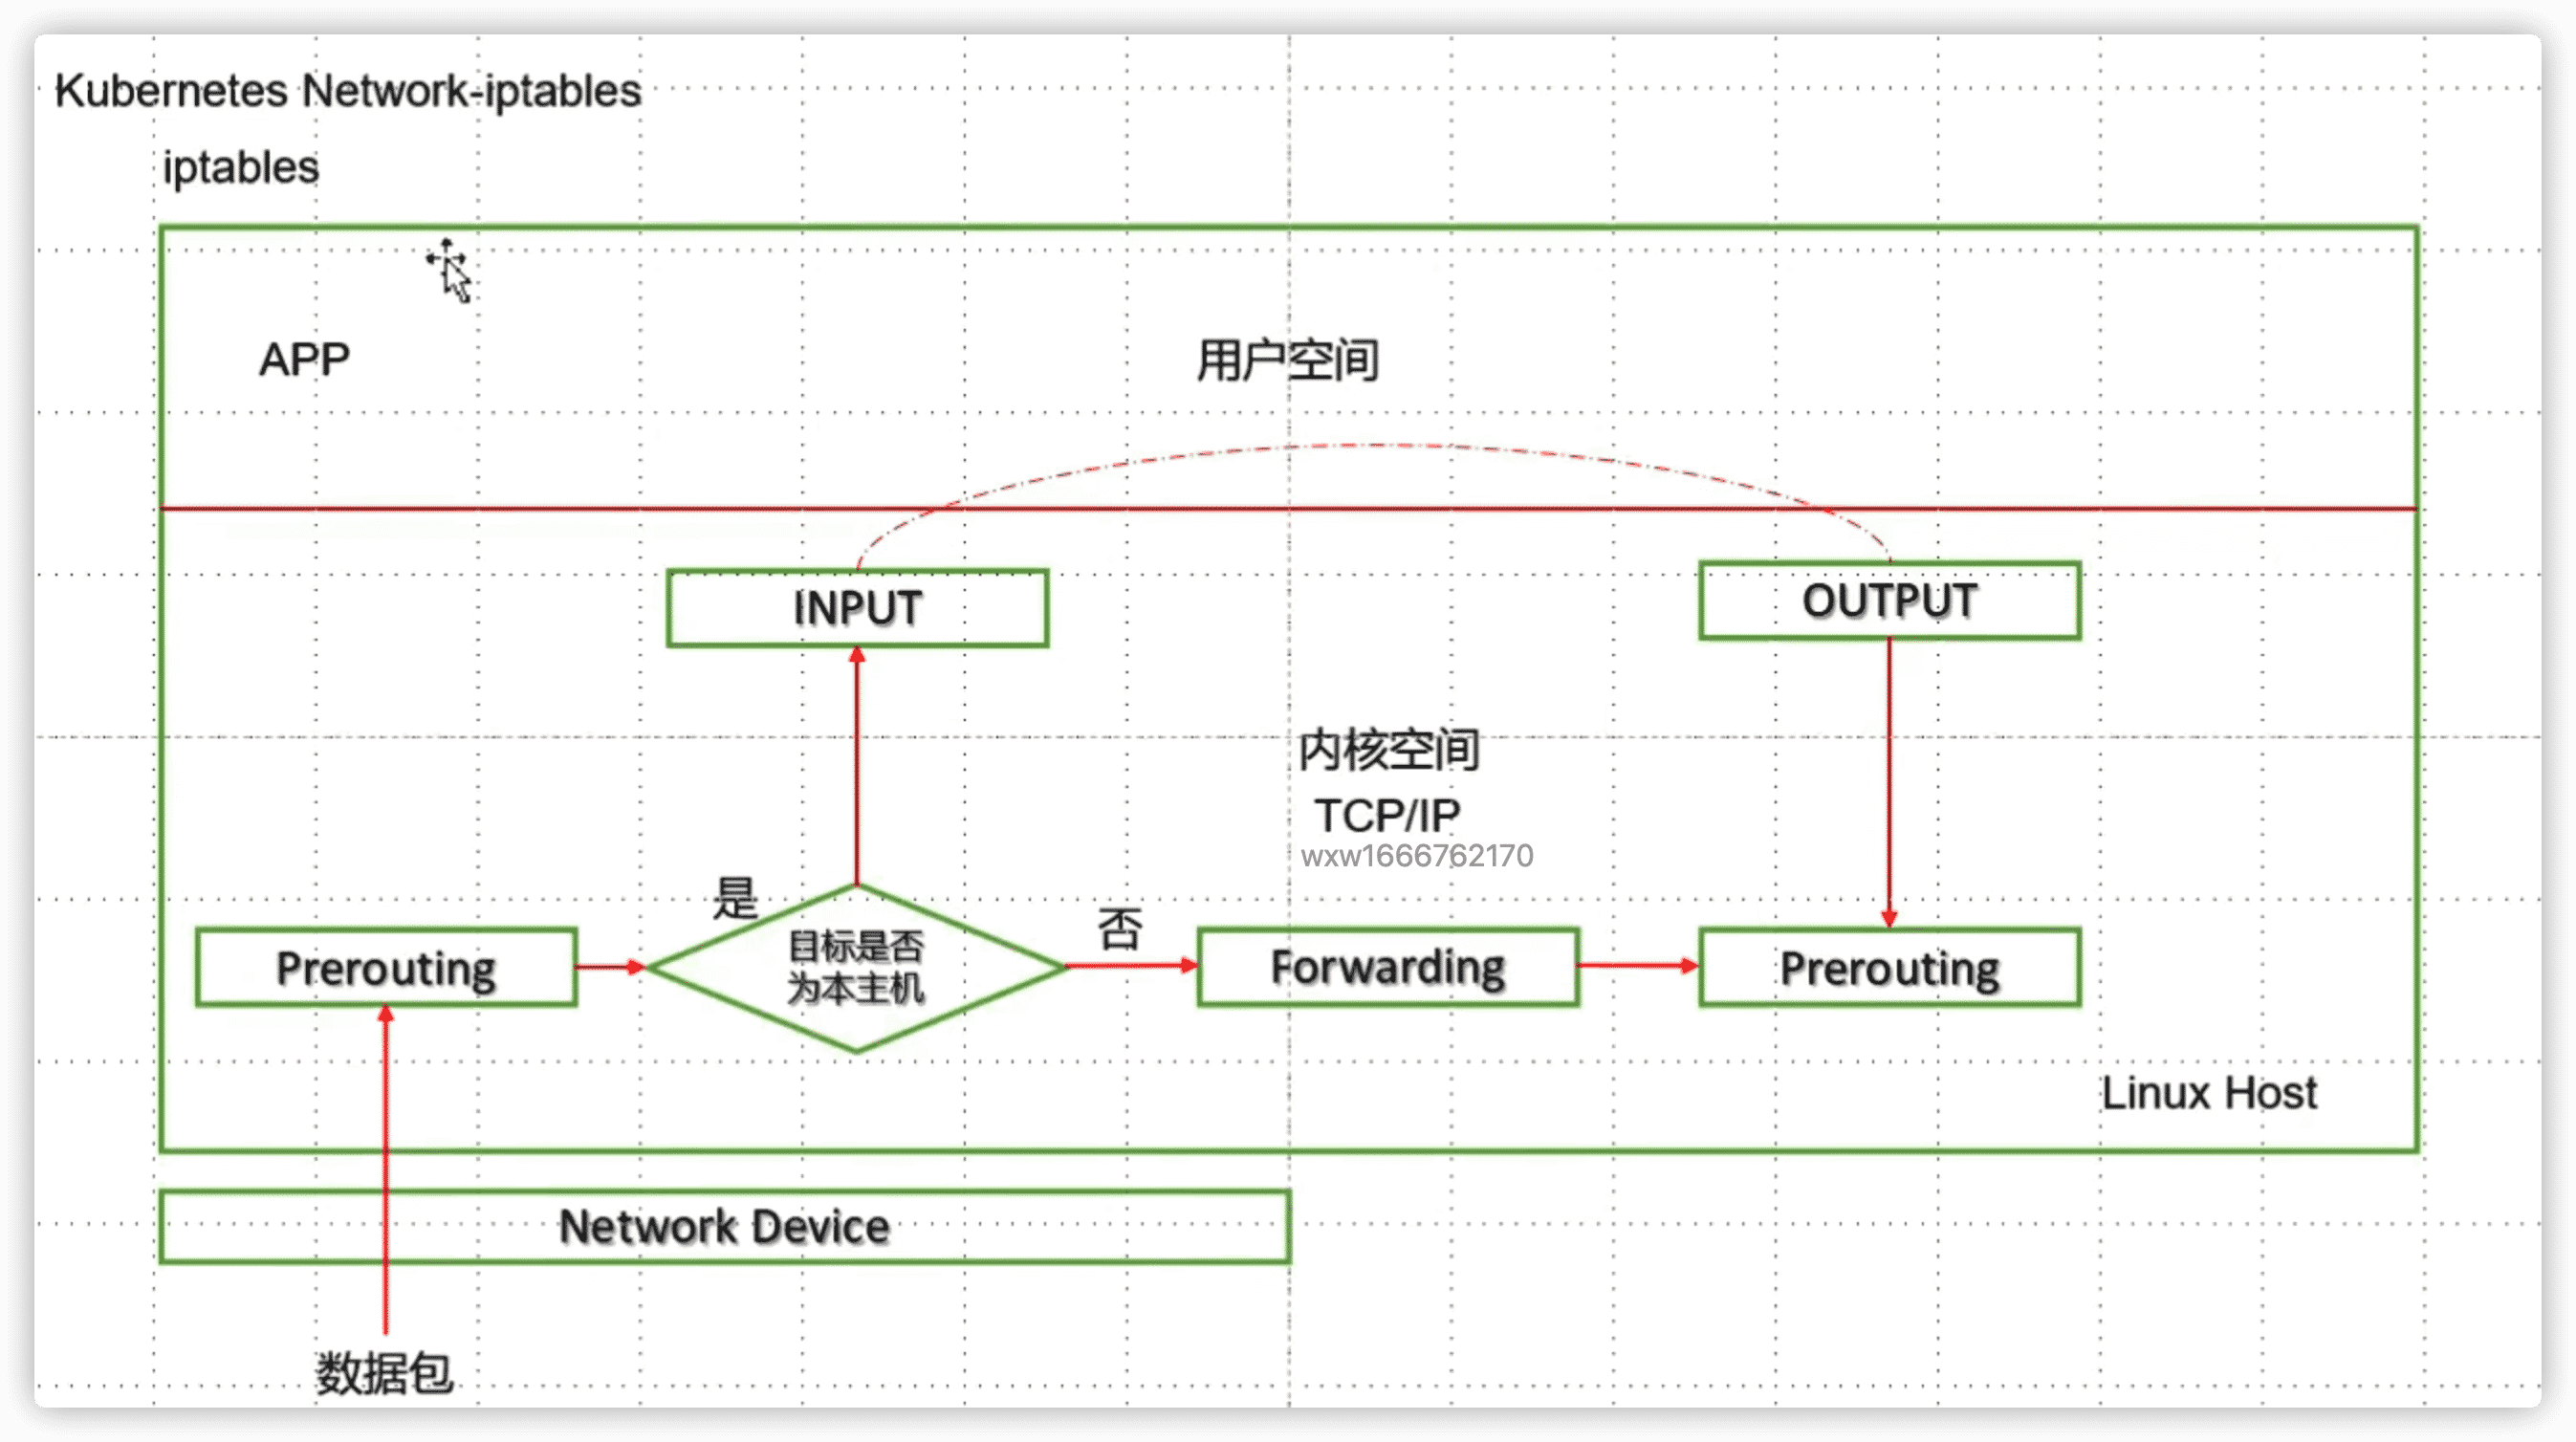 Kubernetes Network-iptables
iptables
APP
用户空间
INPUT
OUTPUT
内核空间
TCP/IP
wxw1666762170
是
否
Prerouting
目标是否
为本主机
Forwarding
Prerouting
Linux Host
Network Device
数据包